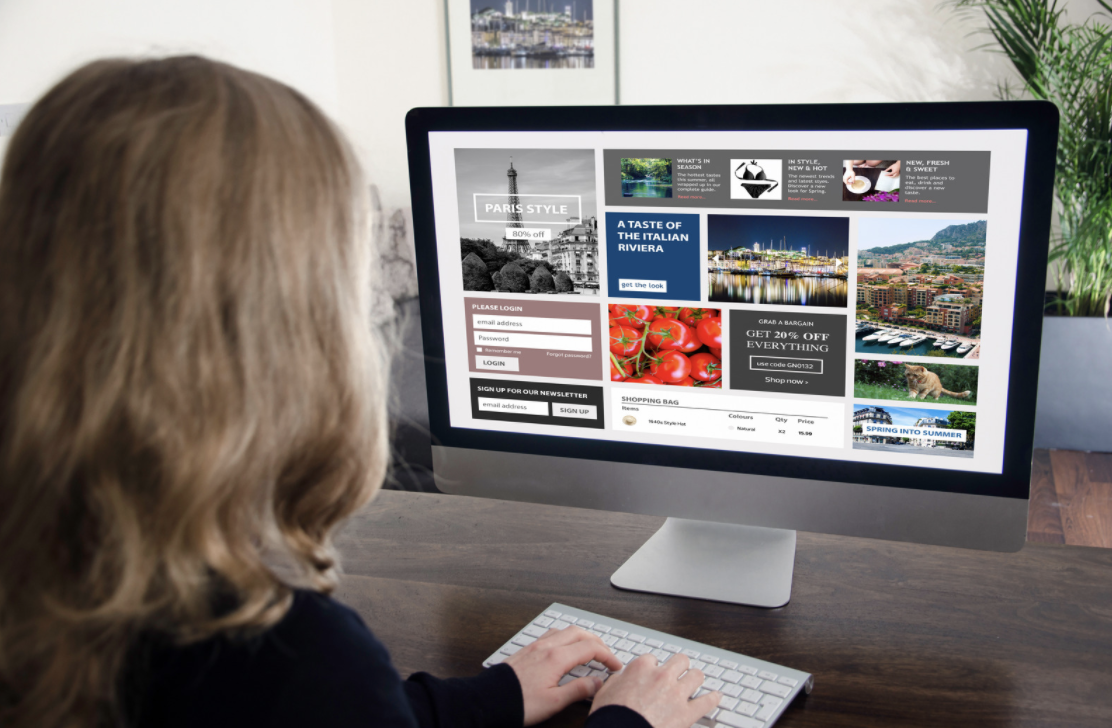 PARIS STYLE
80% off
WHAT'S IN
SEASON
The hottest tastes
this summer, all
wrapped up in our
complete guide.
Read more...
IN STYLE,
NEW & HOT
The newest trends
and latest styles.
Discover a new
look for Spring.
Read more...
NEW, FRESH
& SWEET
The best places to
eat, drink and
discover a new
taste.
Read more...
A TASTE OF
THE ITALIAN
RIVIERA
get the look
PLEASE LOGIN
email address
Password
Remember me
Forgot password?
LOGIN
GRAB A BARGAIN
GET 20% OFF
EVERYTHING
use code GN0132
Shop now ›
SIGN UP FOR OUR NEWSLETTER
email address
SIGN UP
SHOPPING BAG
Items Colours Qty Price
1940s Style Hat Natural X2
SPRING INTO SUMMER